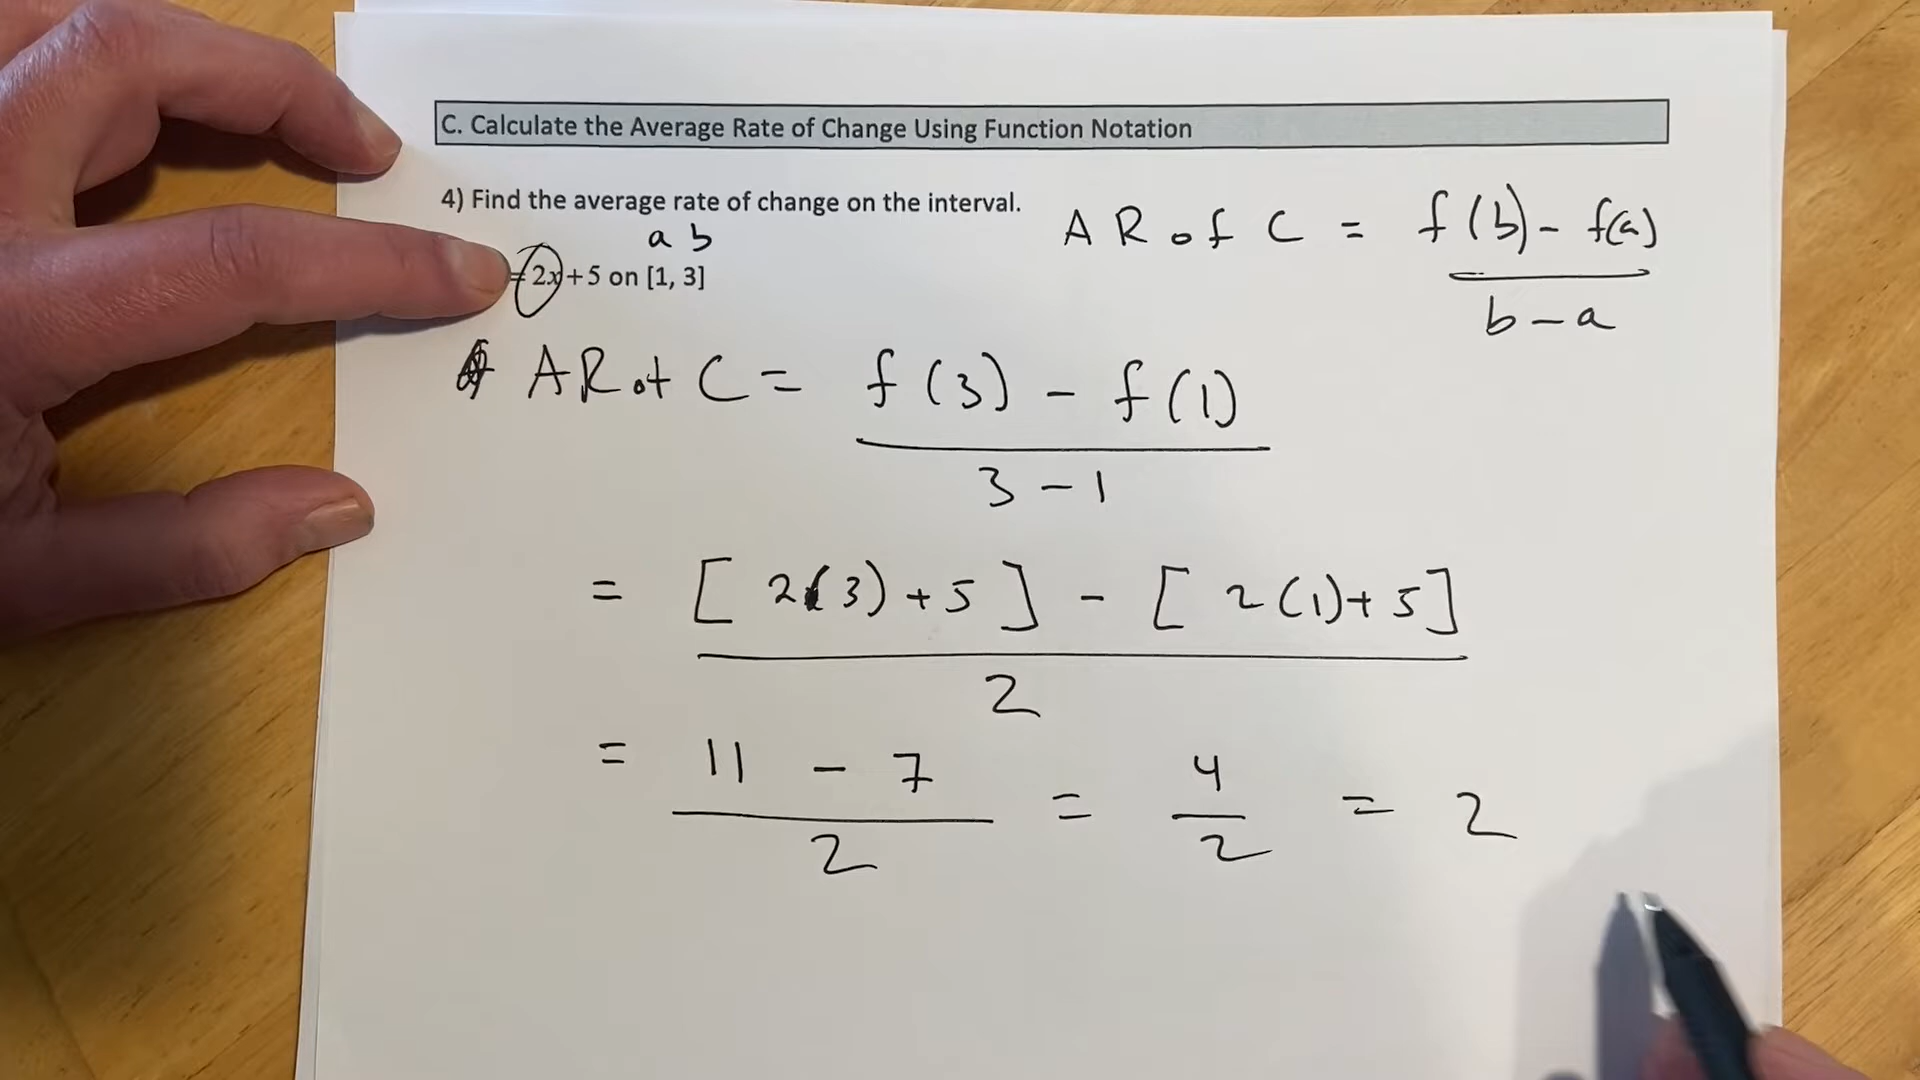 C. Calculate the Average Rate of Change Using Function Notation
4) Find the average rate of change on the interval.
A R of C = f(b) - f(a)
b - a
a b
= 2x + 5 on [1, 3]
A R of C = f(3) - f(1)
3 - 1
= [ 2(3) + 5 ] - [ 2(1) + 5 ]
2
= 11 - 7 = 4 = 2
2 2